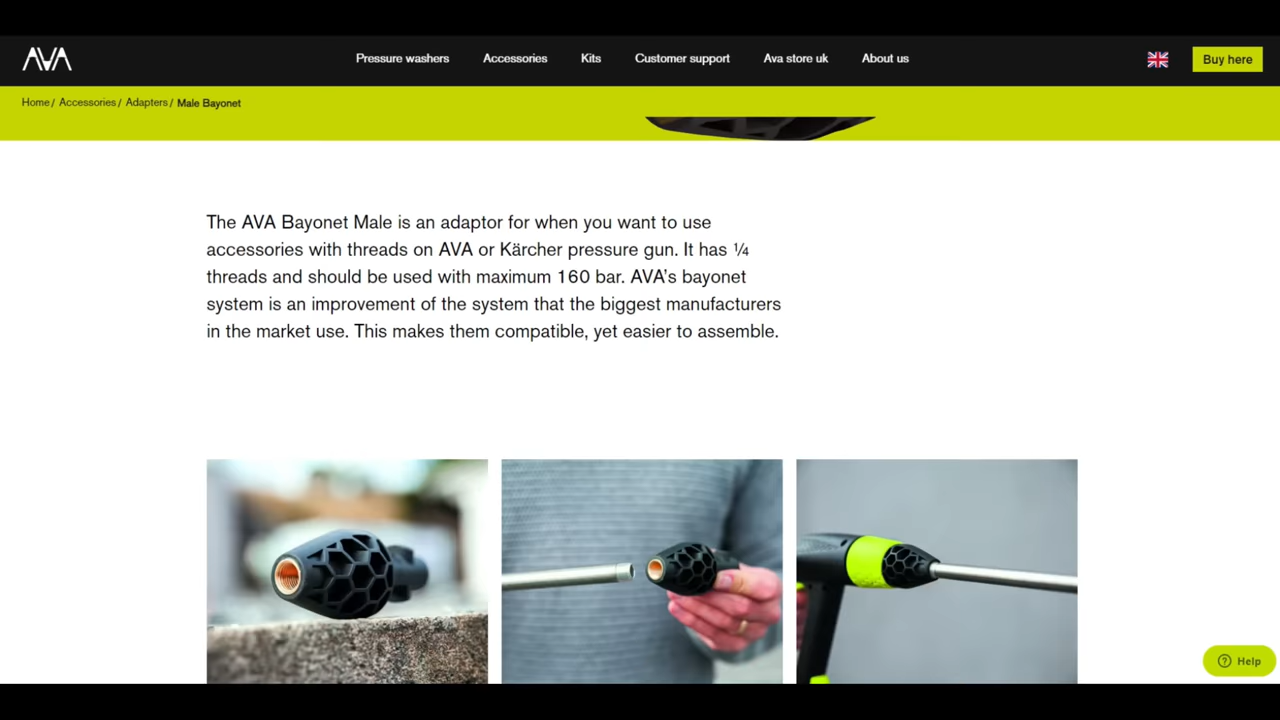 AVA
Pressure washers
Accessories
Kits
Customer support
Ava store uk
About us
Buy here
Home / Accessories / Adapters / Male Bayonet
The AVA Bayonet Male is an adaptor for when you want to use
accessories with threads on AVA or Kärcher pressure gun. It has ¼
threads and should be used with maximum 160 bar. AVA’s bayonet
system is an improvement of the system that the biggest manufacturers
in the market use. This makes them compatible, yet easier to assemble.
Help